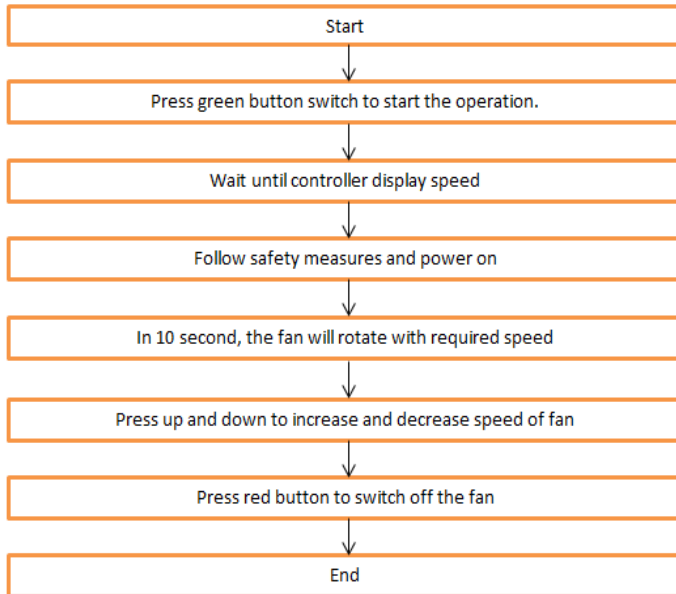 Start
Press green button switch to start the operation.
Wait until controller display speed
Follow safety measures and power on
In 10 second, the fan will rotate with required speed
Press up and down to increase and decrease speed of fan
Press red button to switch off the fan
End